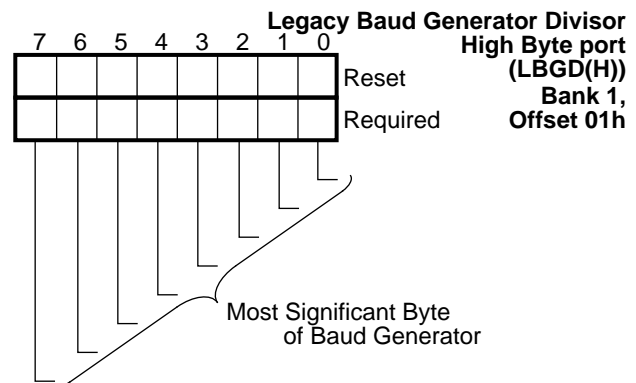 Legacy Baud Generator Divisor
High Byte port
(LBGD(H))
Bank 1,
Offset 01h
7 6 5 4 3 2 1 0
Reset
Required
Most Significant Byte
of Baud Generator